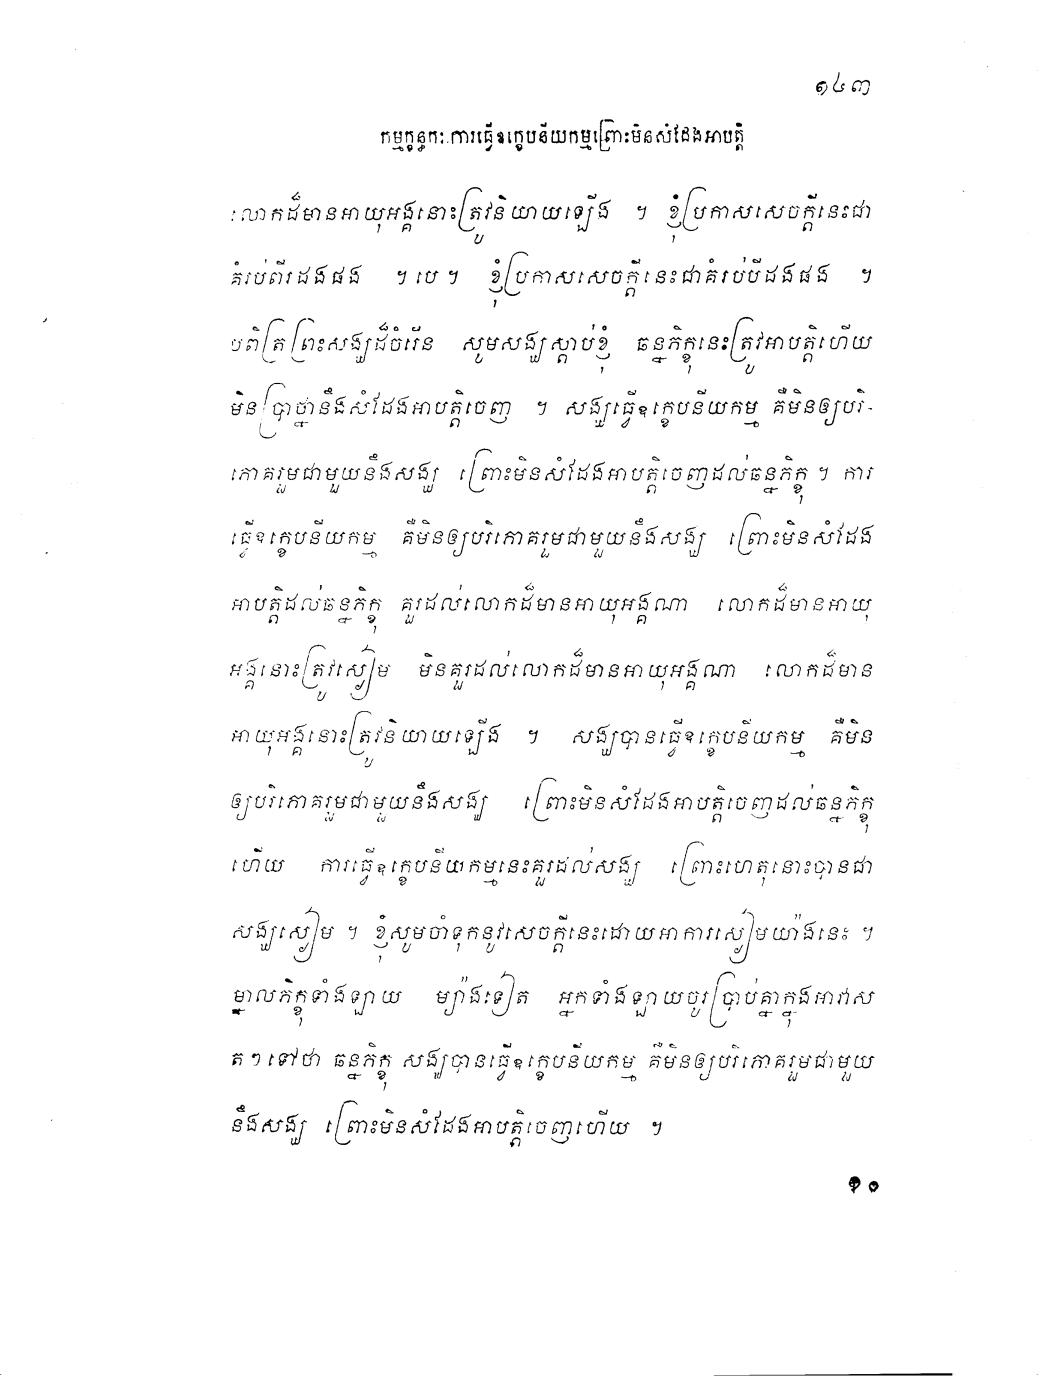 ១៤៣
កម្មក្ខន្ធកៈ ការធ្វើឧក្ខេបនីយកម្មព្រោះមិនសំដែងអាបត្តិ
លោកដ៏មានអាយុអង្គនោះត្រូវនិយាយឡើង ។ ខ្ញុំប្រកាសសេចក្តីនេះជា
គំរប់ពីរដងផង ។ បេ ។ ខ្ញុំប្រកាសសេចក្តីនេះជាគំរប់បីដងផង ។
បពិត្រព្រះសង្ឃដ៏ចំរើន សូមសង្ឃស្តាប់ខ្ញុំ ឆន្នភិក្ខុនេះត្រូវអាបត្តិហើយ
មិនប្រាថ្នានឹងសំដែងអាបត្តិចេញ ។ សង្ឃធ្វើឧក្ខេបនីយកម្ម គឺមិនឲ្យបរិ-
ភោគរួមជាមួយនឹងសង្ឃ ព្រោះមិនសំដែងអាបត្តិចេញដល់ឆន្នភិក្ខុ ។ ការ
ធ្វើឧក្ខេបនីយកម្ម គឺមិនឲ្យបរិភោគរួមជាមួយនឹងសង្ឃ ព្រោះមិនសំដែង
អាបត្តិដល់ឆន្នភិក្ខុ គួរដល់លោកដ៏មានអាយុអង្គណា លោកដ៏មានអាយុ
អង្គនោះត្រូវស្ងៀម មិនគួរដល់លោកដ៏មានអាយុអង្គណា លោកដ៏មាន
អាយុអង្គនោះត្រូវនិយាយឡើង ។ សង្ឃបានធ្វើឧក្ខេបនីយកម្ម គឺមិន
ឲ្យបរិភោគរួមជាមួយនឹងសង្ឃ ព្រោះមិនសំដែងអាបត្តិចេញដល់ឆន្នភិក្ខុ
ហើយ ការធ្វើឧក្ខេបនីយកម្មនេះគួរដល់សង្ឃ ព្រោះហេតុនោះបានជា
សង្ឃស្ងៀម ។ ខ្ញុំសូមចាំទុកនូវសេចក្តីនេះដោយអាការស្ងៀមយ៉ាងនេះ ។
ម្នាលភិក្ខុទាំងឡាយ ម្យ៉ាងទៀត អ្នកទាំងឡាយចូរប្រាប់គ្នាក្នុងអាវាស
តៗទៅថា ឆន្នភិក្ខុ សង្ឃបានធ្វើឧក្ខេបនីយកម្ម គឺមិនឲ្យបរិភោគរួមជាមួយ
នឹងសង្ឃ ព្រោះមិនសំដែងអាបត្តិចេញហើយ ។